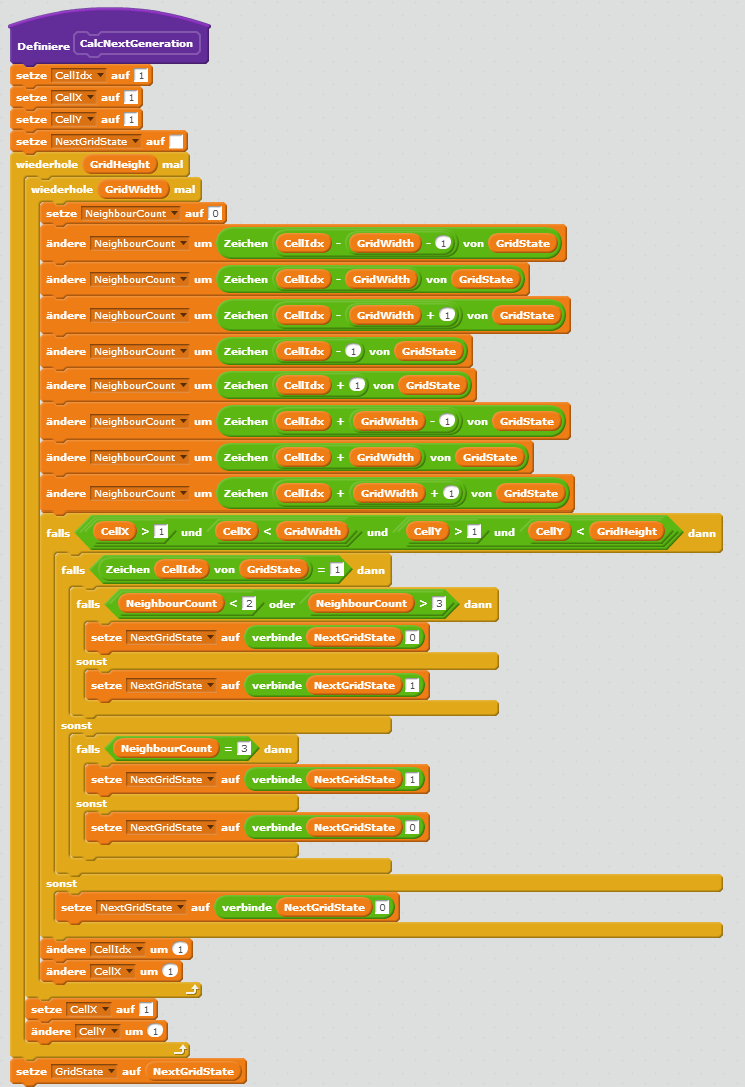 Definiere CalcNextGeneration
setze CellIdx auf 1
setze CellX auf 1
setze CellY auf 1
setze NextGridState auf
wiederhole GridHeight mal
wiederhole GridWidth mal
setze NeighbourCount auf 0
ändere NeighbourCount um Zeichen CellIdx - GridWidth - 1 von GridState
ändere NeighbourCount um Zeichen CellIdx - GridWidth von GridState
ändere NeighbourCount um Zeichen CellIdx - GridWidth + 1 von GridState
ändere NeighbourCount um Zeichen CellIdx - 1 von GridState
ändere NeighbourCount um Zeichen CellIdx + 1 von GridState
ändere NeighbourCount um Zeichen CellIdx + GridWidth - 1 von GridState
ändere NeighbourCount um Zeichen CellIdx + GridWidth von GridState
ändere NeighbourCount um Zeichen CellIdx + GridWidth + 1 von GridState
falls CellX > 1 und CellX < GridWidth und CellY > 1 und CellY < GridHeight dann
falls Zeichen CellIdx von GridState = 1 dann
falls NeighbourCount < 2 oder NeighbourCount > 3 dann
setze NextGridState auf verbinde NextGridState 0
sonst
setze NextGridState auf verbinde NextGridState 1
sonst
falls NeighbourCount = 3 dann
setze NextGridState auf verbinde NextGridState 1
sonst
setze NextGridState auf verbinde NextGridState 0
sonst
setze NextGridState auf verbinde NextGridState 0
ändere CellIdx um 1
ändere CellX um 1
setze CellX auf 1
ändere CellY um 1
setze GridState auf NextGridState